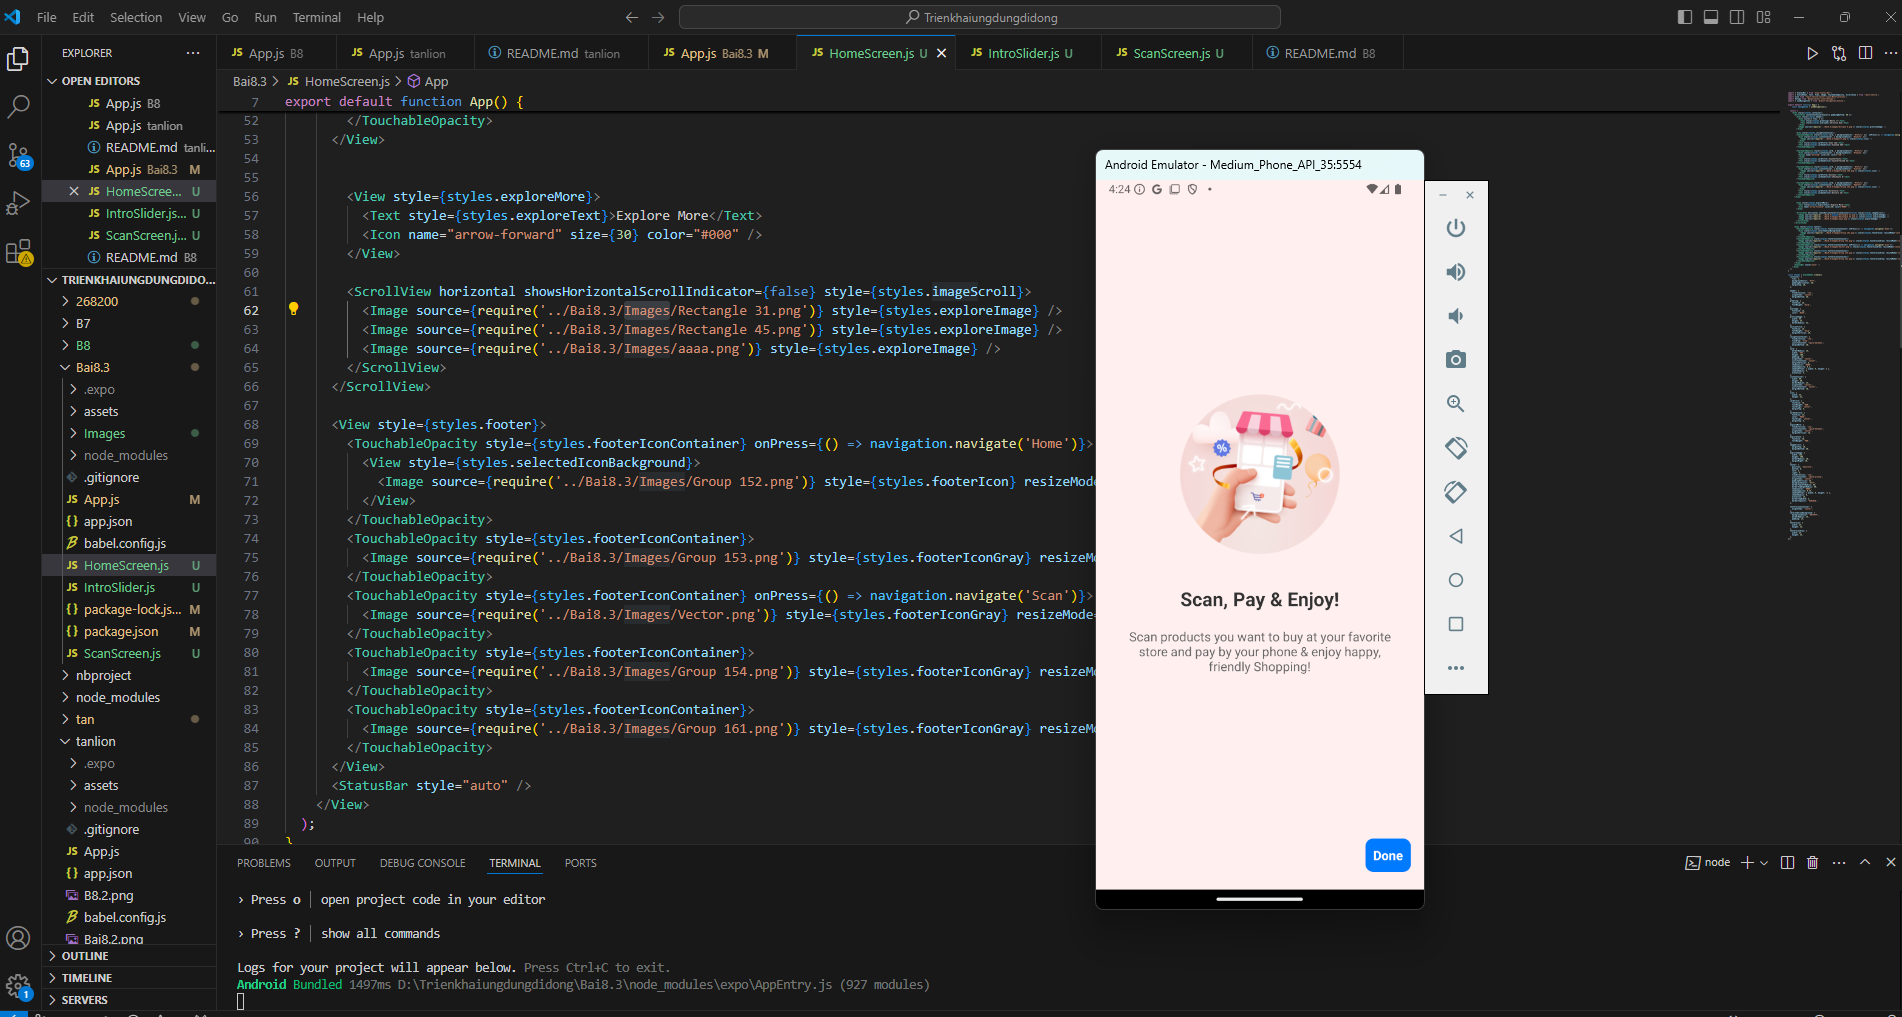 File Edit Selection View Go Run Terminal Help
Trienkhaiungdungdidong
EXPLORER
OPEN EDITORS
App.js B8
App.js tanlion
README.md tanli...
App.js Bai8.3 M
HomeScree... U
IntroSlider.js... U
ScanScreen.j... U
README.md B8
TRIENKHAIUNGDUNGDIDO...
268200
B7
B8
Bai8.3
.expo
assets
Images
node_modules
.gitignore
App.js M
app.json
babel.config.js
HomeScreen.js U
IntroSlider.js U
package-lock.js... M
package.json M
ScanScreen.js U
nbproject
node_modules
tan
tanlion
.expo
assets
node_modules
.gitignore
App.js
app.json
B8.2.png
babel.config.js
Bai8.2.png
OUTLINE
TIMELINE
SERVERS
63
1
JS App.js B8
JS App.js tanlion
README.md tanlion
JS App.js Bai8.3 M
JS HomeScreen.js U
JS IntroSlider.js U
JS ScanScreen.js U
README.md B8
Bai8.3 > JS HomeScreen.js > App
7 export default function App() {
52 </TouchableOpacity>
53 </View>
54
55
56 <View style={styles.exploreMore}>
57 <Text style={styles.exploreText}>Explore More</Text>
58 <Icon name="arrow-forward" size={30} color="#000" />
59 </View>
60
61 <ScrollView horizontal showsHorizontalScrollIndicator={false} style={styles.imageScroll}>
62 <Image source={require('../Bai8.3/Images/Rectangle 31.png')} style={styles.exploreImage} />
63 <Image source={require('../Bai8.3/Images/Rectangle 45.png')} style={styles.exploreImage} />
64 <Image source={require('../Bai8.3/Images/aaaa.png')} style={styles.exploreImage} />
65 </ScrollView>
66 </ScrollView>
67
68 <View style={styles.footer}>
69 <TouchableOpacity style={styles.footerIconContainer} onPress={() => navigation.navigate('Home')}>
70 <View style={styles.selectedIconBackground}>
71 <Image source={require('../Bai8.3/Images/Group 152.png')} style={styles.footerIcon} resizeMod
72 </View>
73 </TouchableOpacity>
74 <TouchableOpacity style={styles.footerIconContainer}>
75 <Image source={require('../Bai8.3/Images/Group 153.png')} style={styles.footerIconGray} resizeM
76 </TouchableOpacity>
77 <TouchableOpacity style={styles.footerIconContainer} onPress={() => navigation.navigate('Scan')}>
78 <Image source={require('../Bai8.3/Images/Vector.png')} style={styles.footerIconGray} resizeMode
79 </TouchableOpacity>
80 <TouchableOpacity style={styles.footerIconContainer}>
81 <Image source={require('../Bai8.3/Images/Group 154.png')} style={styles.footerIconGray} resizeM
82 </TouchableOpacity>
83 <TouchableOpacity style={styles.footerIconContainer}>
84 <Image source={require('../Bai8.3/Images/Group 161.png')} style={styles.footerIconGray} resizeM
85 </TouchableOpacity>
86 </View>
87 <StatusBar style="auto" />
88 </View>
89 );
90 }
Android Emulator - Medium_Phone_API_35:5554
4:24
Scan, Pay & Enjoy!
Scan products you want to buy at your favorite
store and pay by your phone & enjoy happy,
friendly Shopping!
Done
PROBLEMS OUTPUT DEBUG CONSOLE TERMINAL PORTS
node
› Press o │ open project code in your editor
› Press ? │ show all commands
Logs for your project will appear below. Press Ctrl+C to exit.
Android Bundled 1497ms D:\Trienkhaiungdungdidong\Bai8.3\node_modules\expo\AppEntry.js (927 modules)